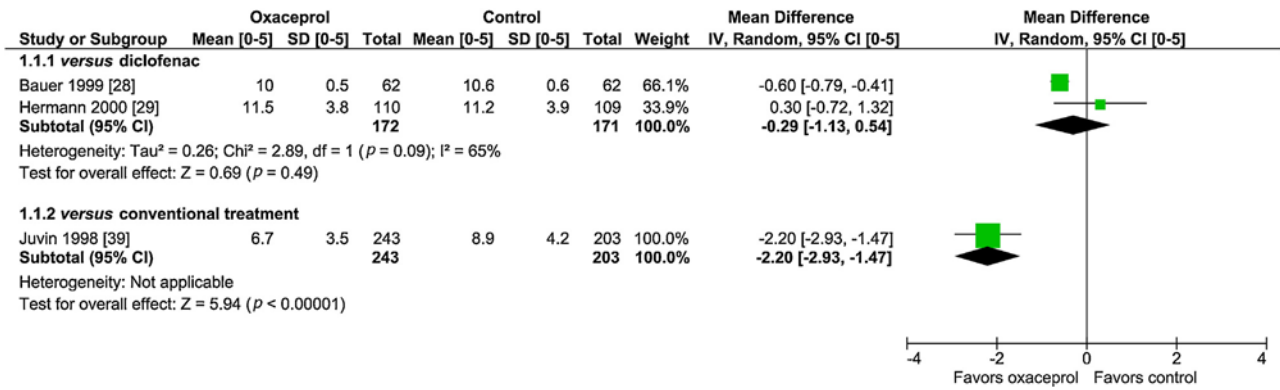 Oxaceprol Control Mean Difference Mean Difference
Study or Subgroup Mean [0-5] SD [0-5] Total Mean [0-5] SD [0-5] Total Weight IV, Random, 95% CI [0-5] IV, Random, 95% CI [0-5]
1.1.1 versus diclofenac
Bauer 1999 [28] 10 0.5 62 10.6 0.6 62 66.1% -0.60 [-0.79, -0.41]
Hermann 2000 [29] 11.5 3.8 110 11.2 3.9 109 33.9% 0.30 [-0.72, 1.32]
Subtotal (95% CI) 172 171 100.0% -0.29 [-1.13, 0.54]
Heterogeneity: Tau² = 0.26; Chi² = 2.89, df = 1 (p = 0.09); I² = 65%
Test for overall effect: Z = 0.69 (p = 0.49)
1.1.2 versus conventional treatment
Juvin 1998 [39] 6.7 3.5 243 8.9 4.2 203 100.0% -2.20 [-2.93, -1.47]
Subtotal (95% CI) 243 203 100.0% -2.20 [-2.93, -1.47]
Heterogeneity: Not applicable
Test for overall effect: Z = 5.94 (p < 0.00001)
-4 -2 0 2 4
Favors oxaceprol Favors control